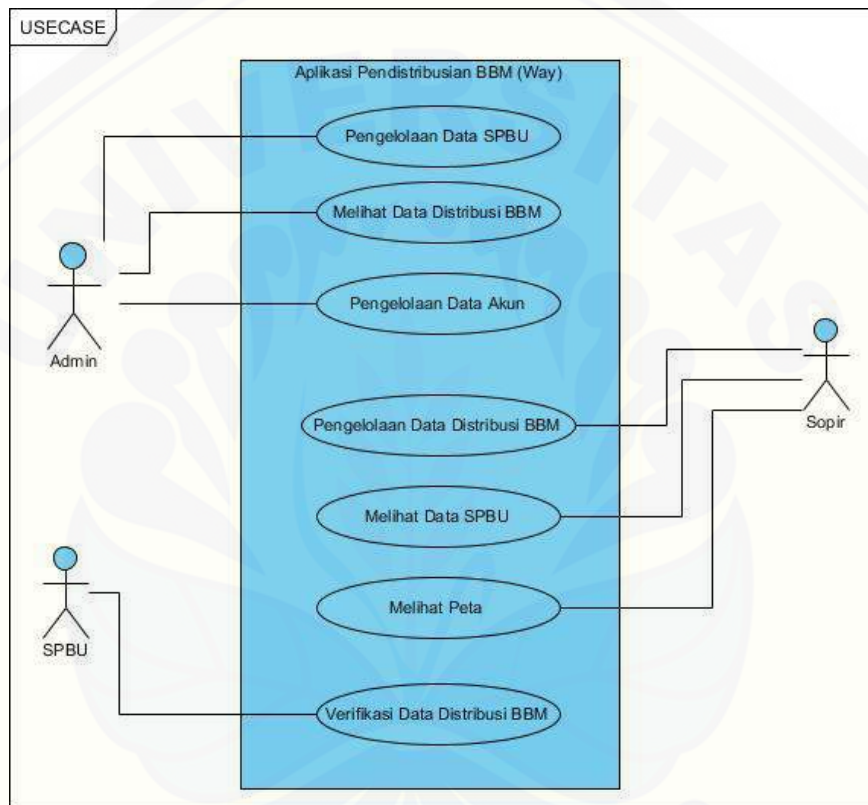 USECASE
Aplikasi Pendistribusian BBM (Way)
Pengelolaan Data SPBU
Melihat Data Distribusi BBM
Pengelolaan Data Akun
Admin
Pengelolaan Data Distribusi BBM
Sopir
Melihat Data SPBU
Melihat Peta
SPBU
Verifikasi Data Distribusi BBM
UNIVERSITAS